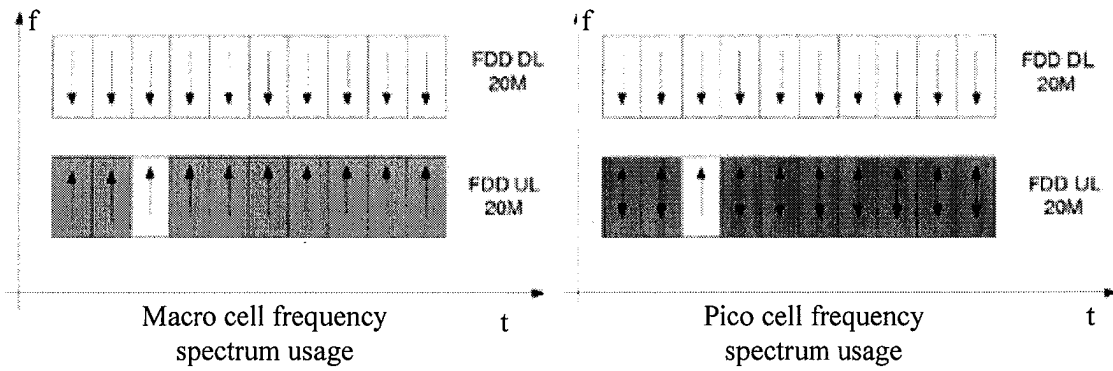 f
FDD DL
20M
FDD UL
20M
Macro cell frequency
spectrum usage
t
f
FDD DL
20M
FDD UL
20M
Pico cell frequency
spectrum usage
t